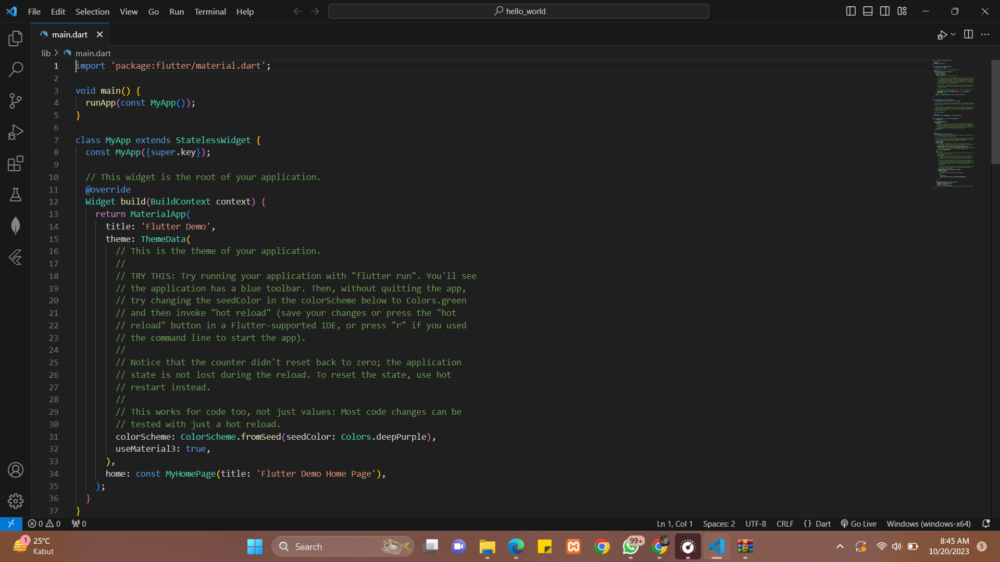 File Edit Selection View Go Run Terminal Help
hello_world
main.dart
lib > main.dart
1 import 'package:flutter/material.dart';
2
3 void main() {
4 runApp(const MyApp());
5 }
6
7 class MyApp extends StatelessWidget {
8 const MyApp({super.key});
9
10 // This widget is the root of your application.
11 @override
12 Widget build(BuildContext context) {
13 return MaterialApp(
14 title: 'Flutter Demo',
15 theme: ThemeData(
16 // This is the theme of your application.
17 //
18 // TRY THIS: Try running your application with "flutter run". You'll see
19 // the application has a blue toolbar. Then, without quitting the app,
20 // try changing the seedColor in the colorScheme below to Colors.green
21 // and then invoke "hot reload" (save your changes or press the "hot
22 // reload" button in a Flutter-supported IDE, or press "r" if you used
23 // the command line to start the app).
24 //
25 // Notice that the counter didn't reset back to zero; the application
26 // state is not lost during the reload. To reset the state, use hot
27 // restart instead.
28 //
29 // This works for code too, not just values: Most code changes can be
30 // tested with just a hot reload.
31 colorScheme: ColorScheme.fromSeed(seedColor: Colors.deepPurple),
32 useMaterial3: true,
33 ),
34 home: const MyHomePage(title: 'Flutter Demo Home Page'),
35 );
36 }
37 }
0 0 0 Ln 1, Col 1 Spaces: 2 UTF-8 CRLF {} Dart Go Live Windows (windows-x64)
1 25°C
Kabut
Search
99+
8:45 AM
10/20/2023
5